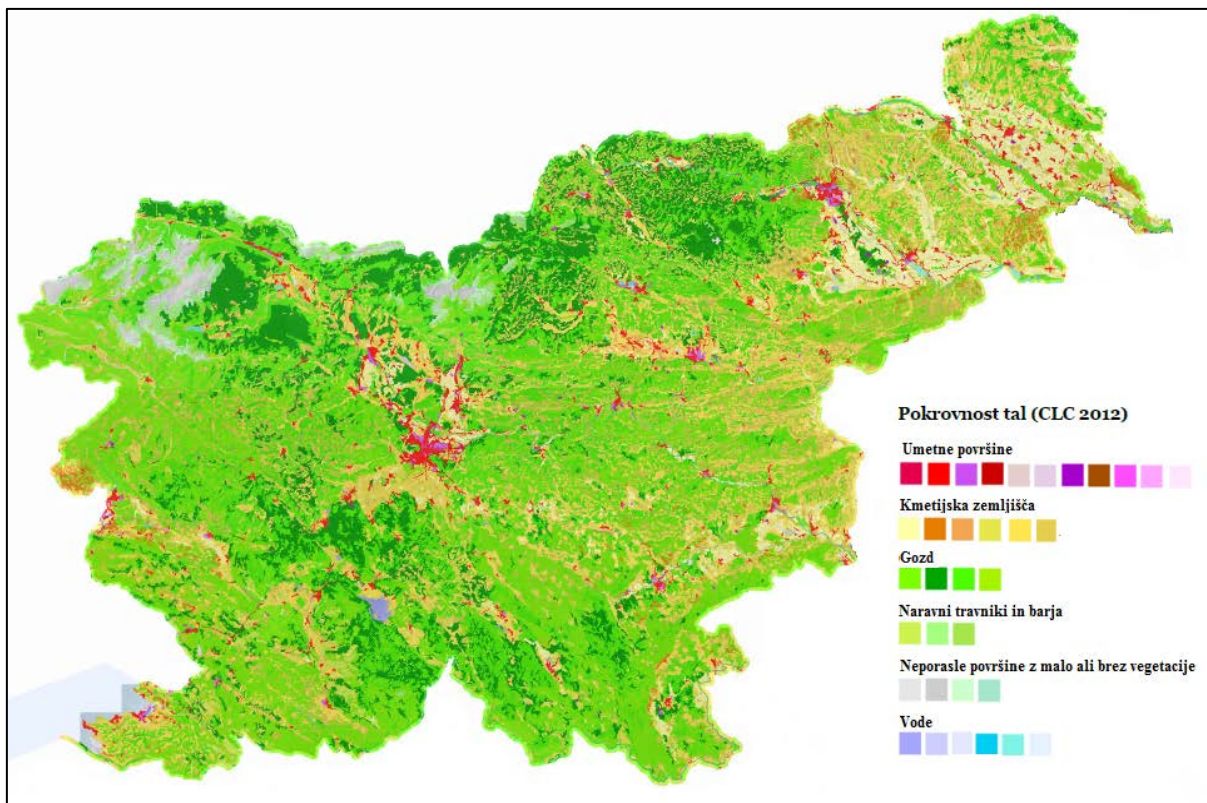 Pokrovnost tal (CLC 2012)
Umetne površine
Kmetijska zemljišča
Gozd
Naravni travniki in barja
Neporasle površine z malo ali brez vegetacije
Vode